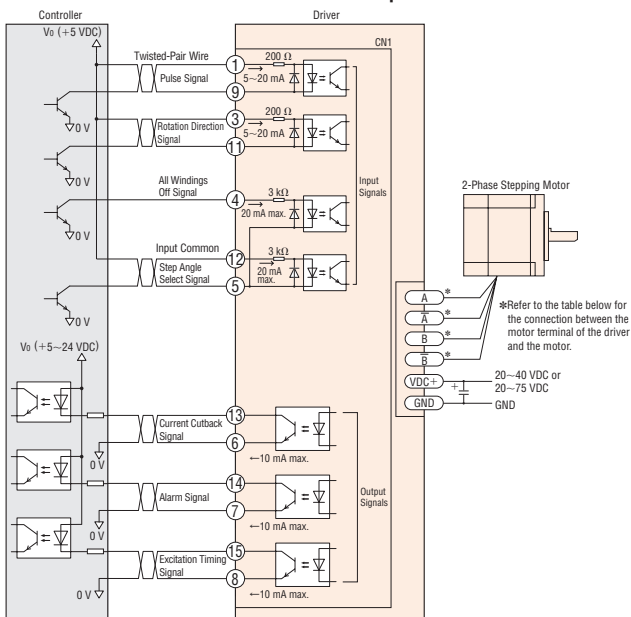 Controller
Driver
V₀ (+5 VDC)
CN1
Twisted-Pair Wire
Pulse Signal
1
200 Ω
5~20 mA
9
0 V
Rotation Direction
Signal
3
200 Ω
5~20 mA
11
0 V
All Windings
Off Signal
4
3 kΩ
20 mA max.
Input
Signals
0 V
Input Common
Step Angle
Select Signal
12
3 kΩ
20 mA
max.
5
0 V
2-Phase Stepping Motor
A *
A̅ *
B *
B̅ *
*Refer to the table below for
the connection between the
motor terminal of the driver
and the motor.
VDC+
+
20~40 VDC or
20~75 VDC
GND
GND
V₀ (+5~24 VDC)
Current Cutback
Signal
13
6
←10 mA max.
0 V
Alarm Signal
14
7
←10 mA max.
0 V
Output
Signals
Excitation Timing
Signal
15
8
←10 mA max.
0 V